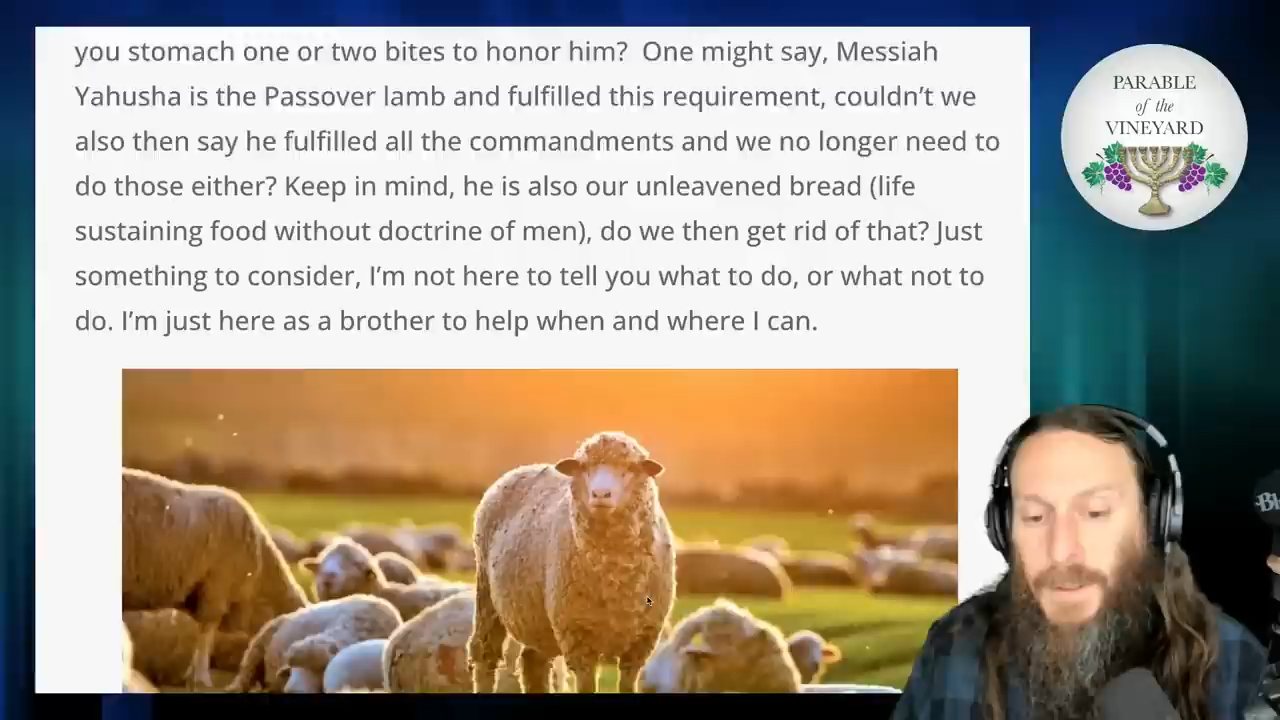 you stomach one or two bites to honor him?  One might say, Messiah
Yahusha is the Passover lamb and fulfilled this requirement, couldn’t we
also then say he fulfilled all the commandments and we no longer need to
do those either? Keep in mind, he is also our unleavened bread (life
sustaining food without doctrine of men), do we then get rid of that? Just
something to consider, I’m not here to tell you what to do, or what not to
do. I’m just here as a brother to help when and where I can.
PARABLE
of the
VINEYARD